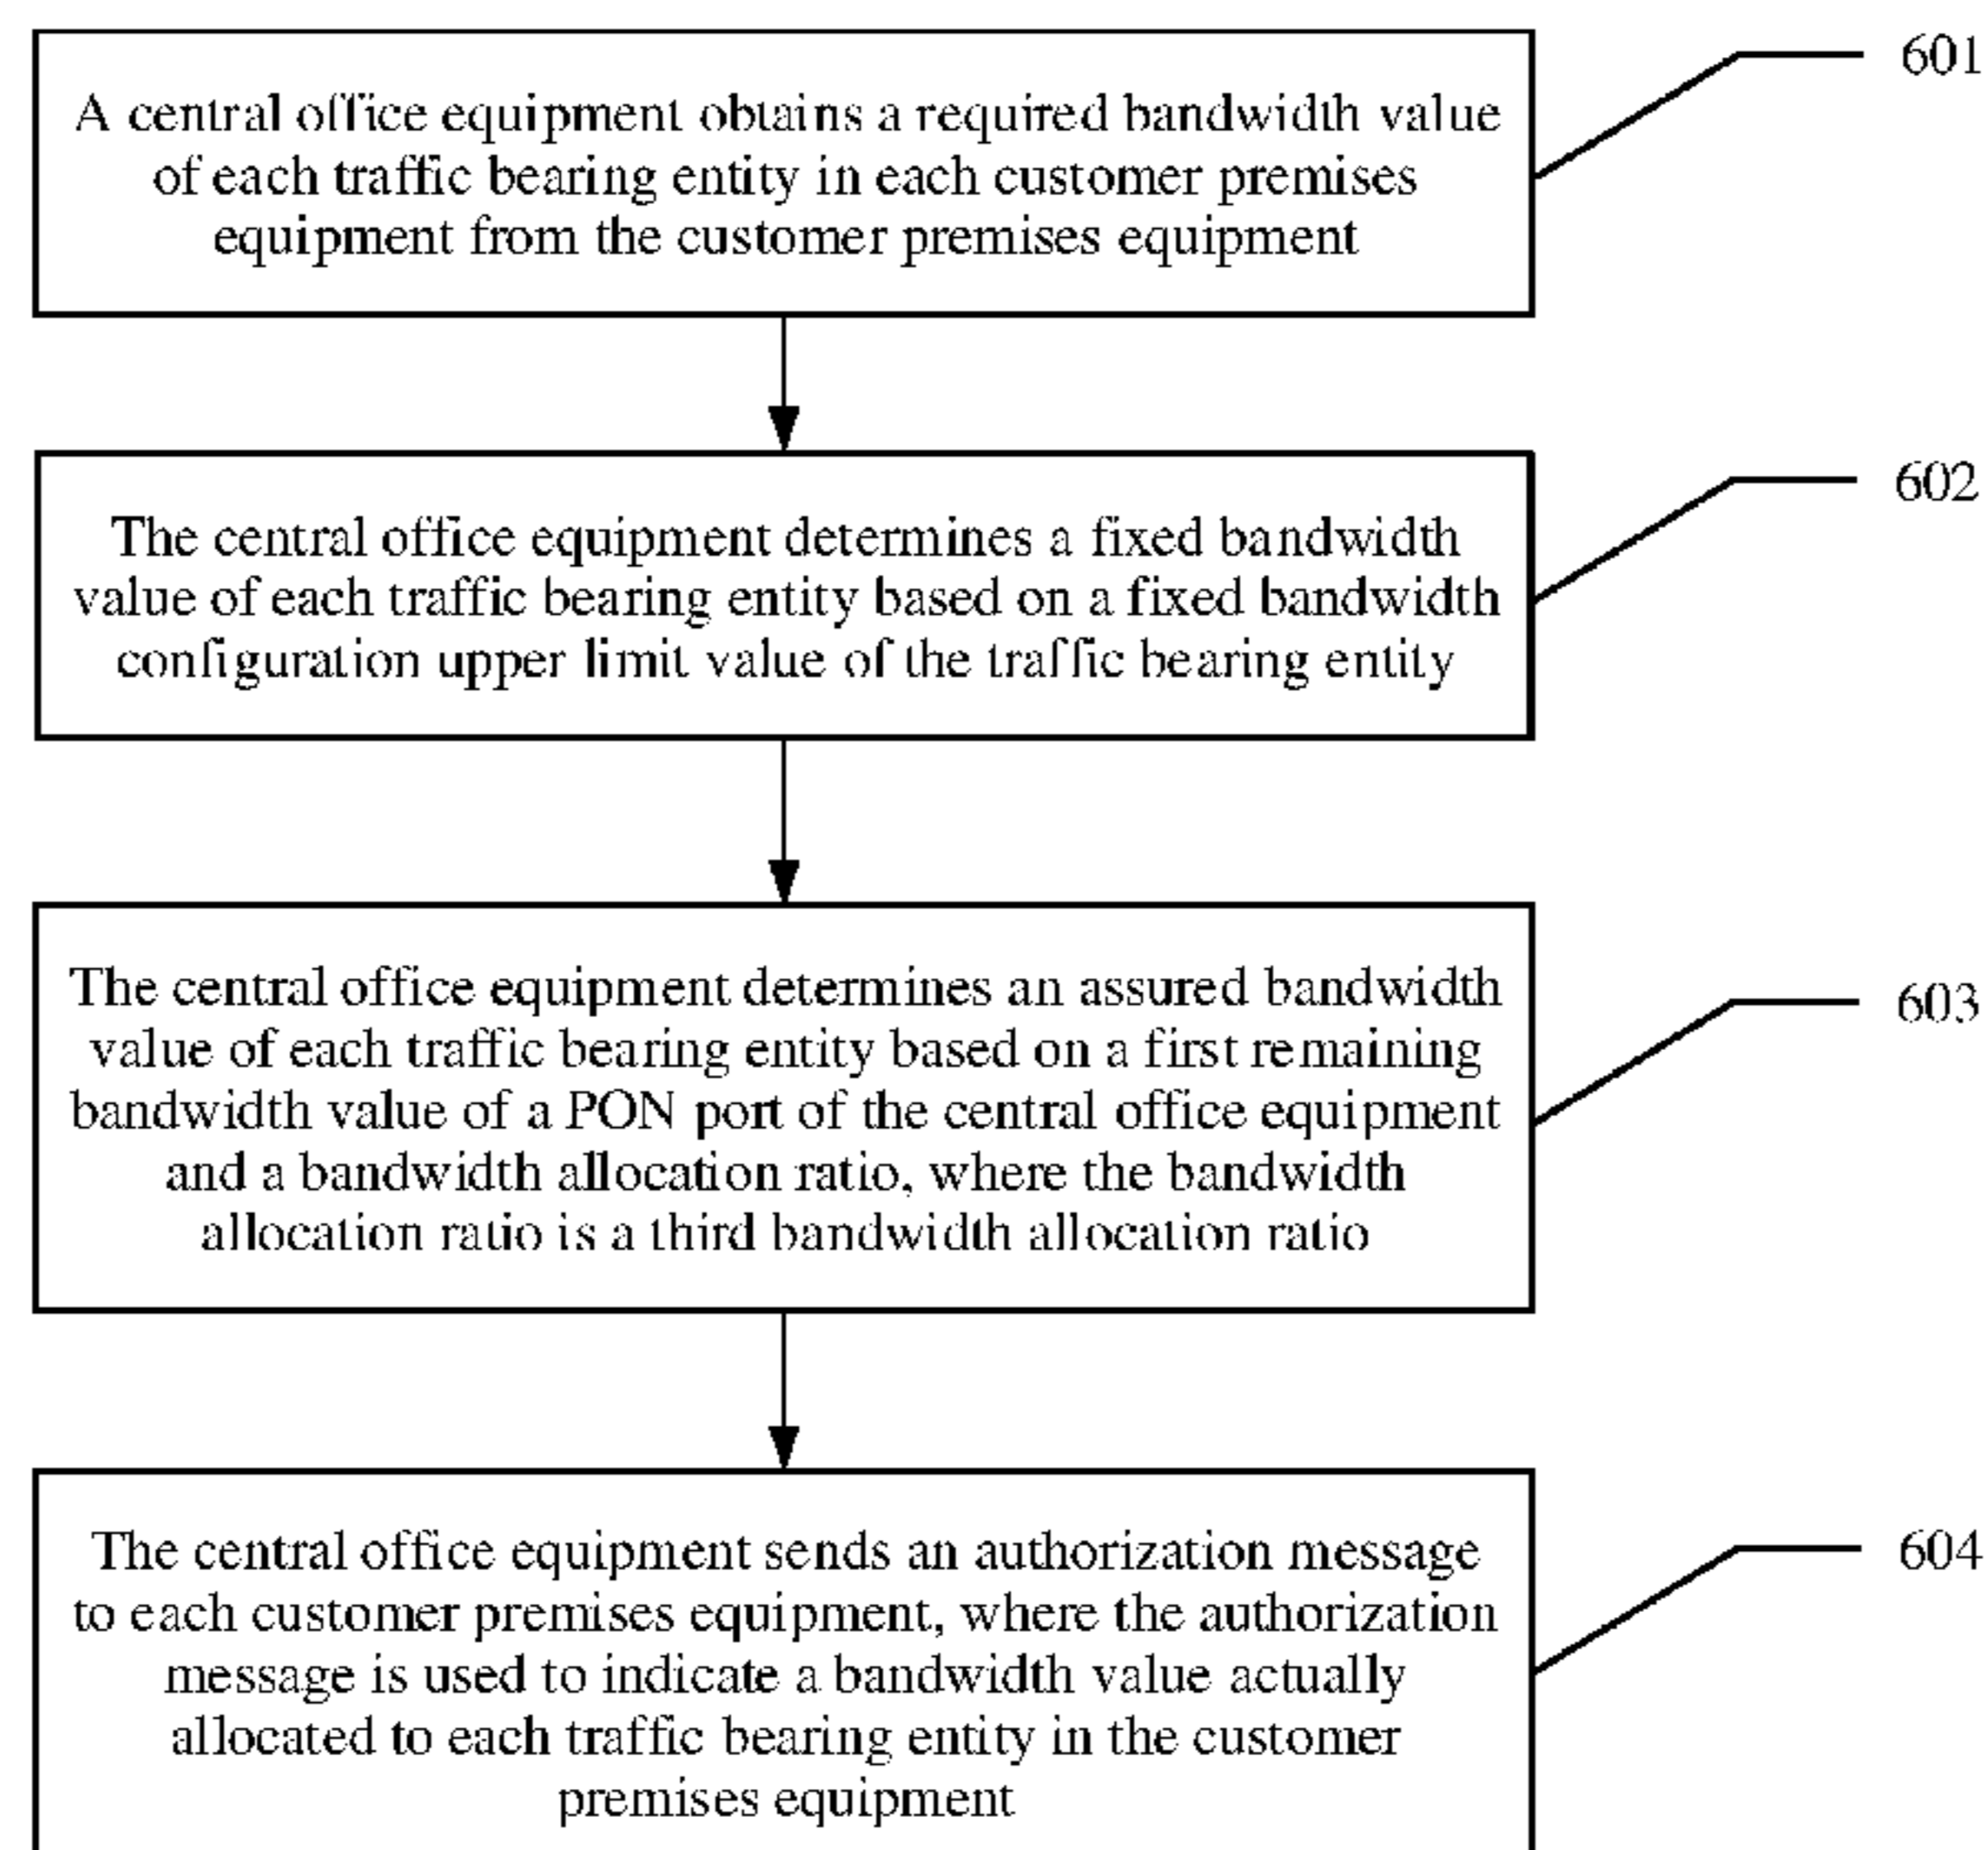 A central office equipment obtains a required bandwidth value
of each traffic bearing entity in each customer premises
equipment from the customer premises equipment
601
The central office equipment determines a fixed bandwidth
value of each traffic bearing entity based on a fixed bandwidth
configuration upper limit value of the traffic bearing entity
602
The central office equipment determines an assured bandwidth
value of each traffic bearing entity based on a first remaining
bandwidth value of a PON port of the central office equipment
and a bandwidth allocation ratio, where the bandwidth
allocation ratio is a third bandwidth allocation ratio
603
The central office equipment sends an authorization message
to each customer premises equipment, where the authorization
message is used to indicate a bandwidth value actually
allocated to each traffic bearing entity in the customer
premises equipment
604